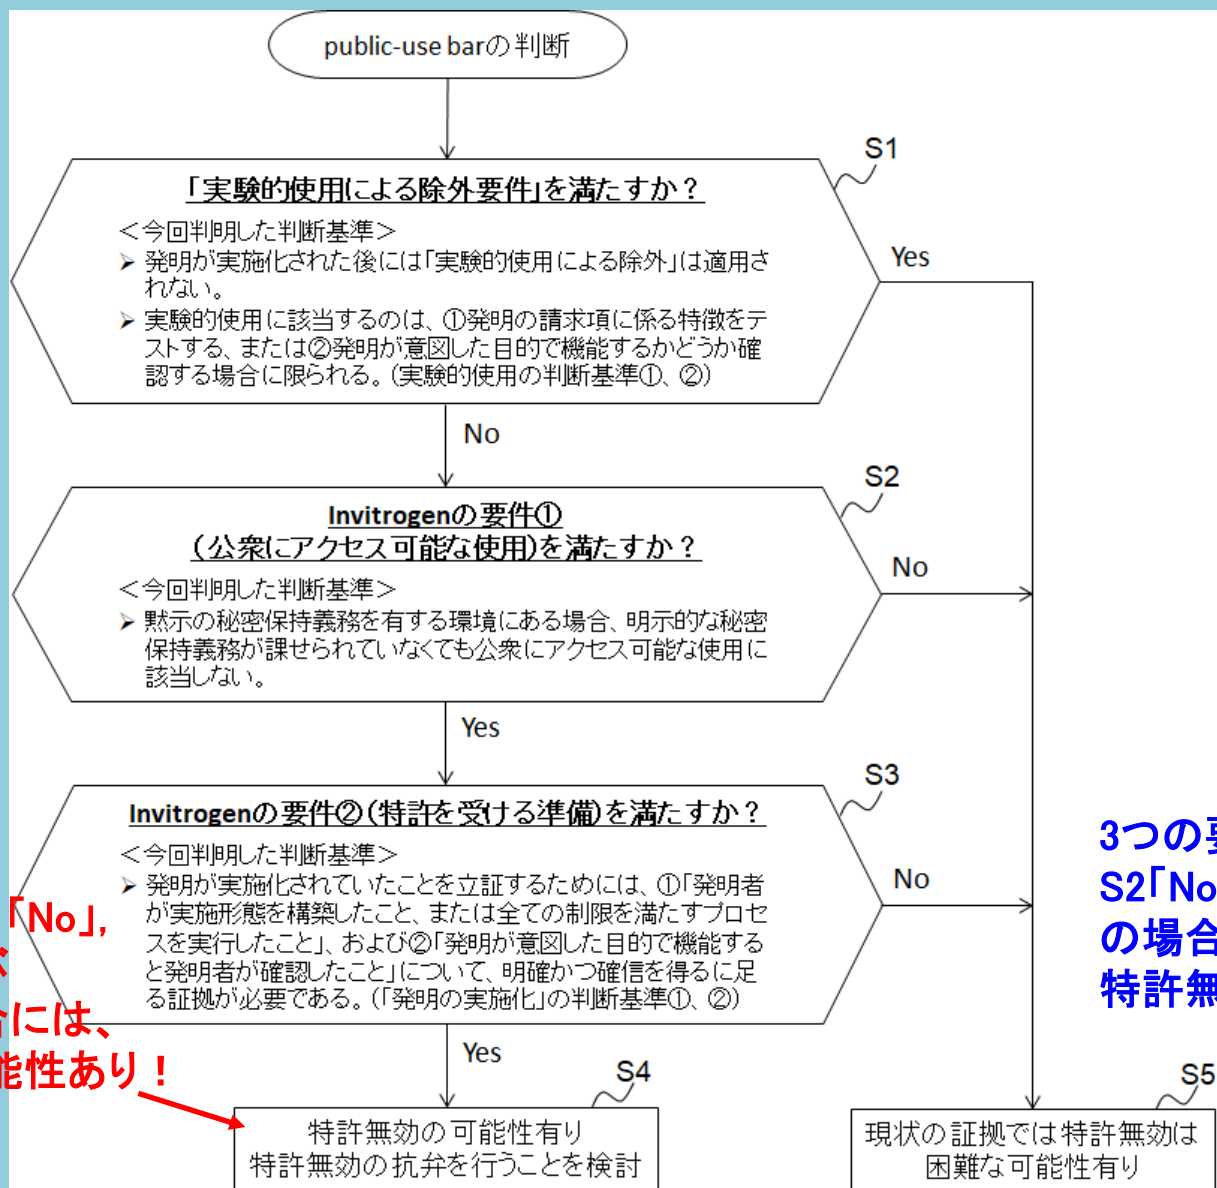 public-use barの判断
S1
「実験的使用による除外要件」を満たすか？
＜今回判明した判断基準＞
➢ 発明が実施化された後には「実験的使用による除外」は適用さ
れない。
➢ 実験的使用に該当するのは、①発明の請求項に係る特徴をテ
ストする、または②発明が意図した目的で機能するかどうか確
認する場合に限られる。（実験的使用の判断基準①、②）
Yes
No
S2
Invitrogenの要件①
（公衆にアクセス可能な使用）を満たすか？
＜今回判明した判断基準＞
➢ 黙示の秘密保持義務を有する環境にある場合、明示的な秘密
保持義務が課せられていなくても公衆にアクセス可能な使用に
該当しない。
No
Yes
S3
Invitrogenの要件②（特許を受ける準備）を満たすか？
＜今回判明した判断基準＞
➢ 発明が実施化されていたことを立証するためには、①「発明者
が実施形態を構築したこと、または全ての制限を満たすプロセ
スを実行したこと」、および②「発明が意図した目的で機能する
と発明者が確認したこと」について、明確かつ確信を得るに足
る証拠が必要である。（「発明の実施化」の判断基準①、②）
No
Yes
「No」,
合には、
能性あり！
3つの要
S2「No
の場合
特許無
S4
特許無効の可能性有り
特許無効の抗弁を行うことを検討
S5
現状の証拠では特許無効は
困難な可能性有り